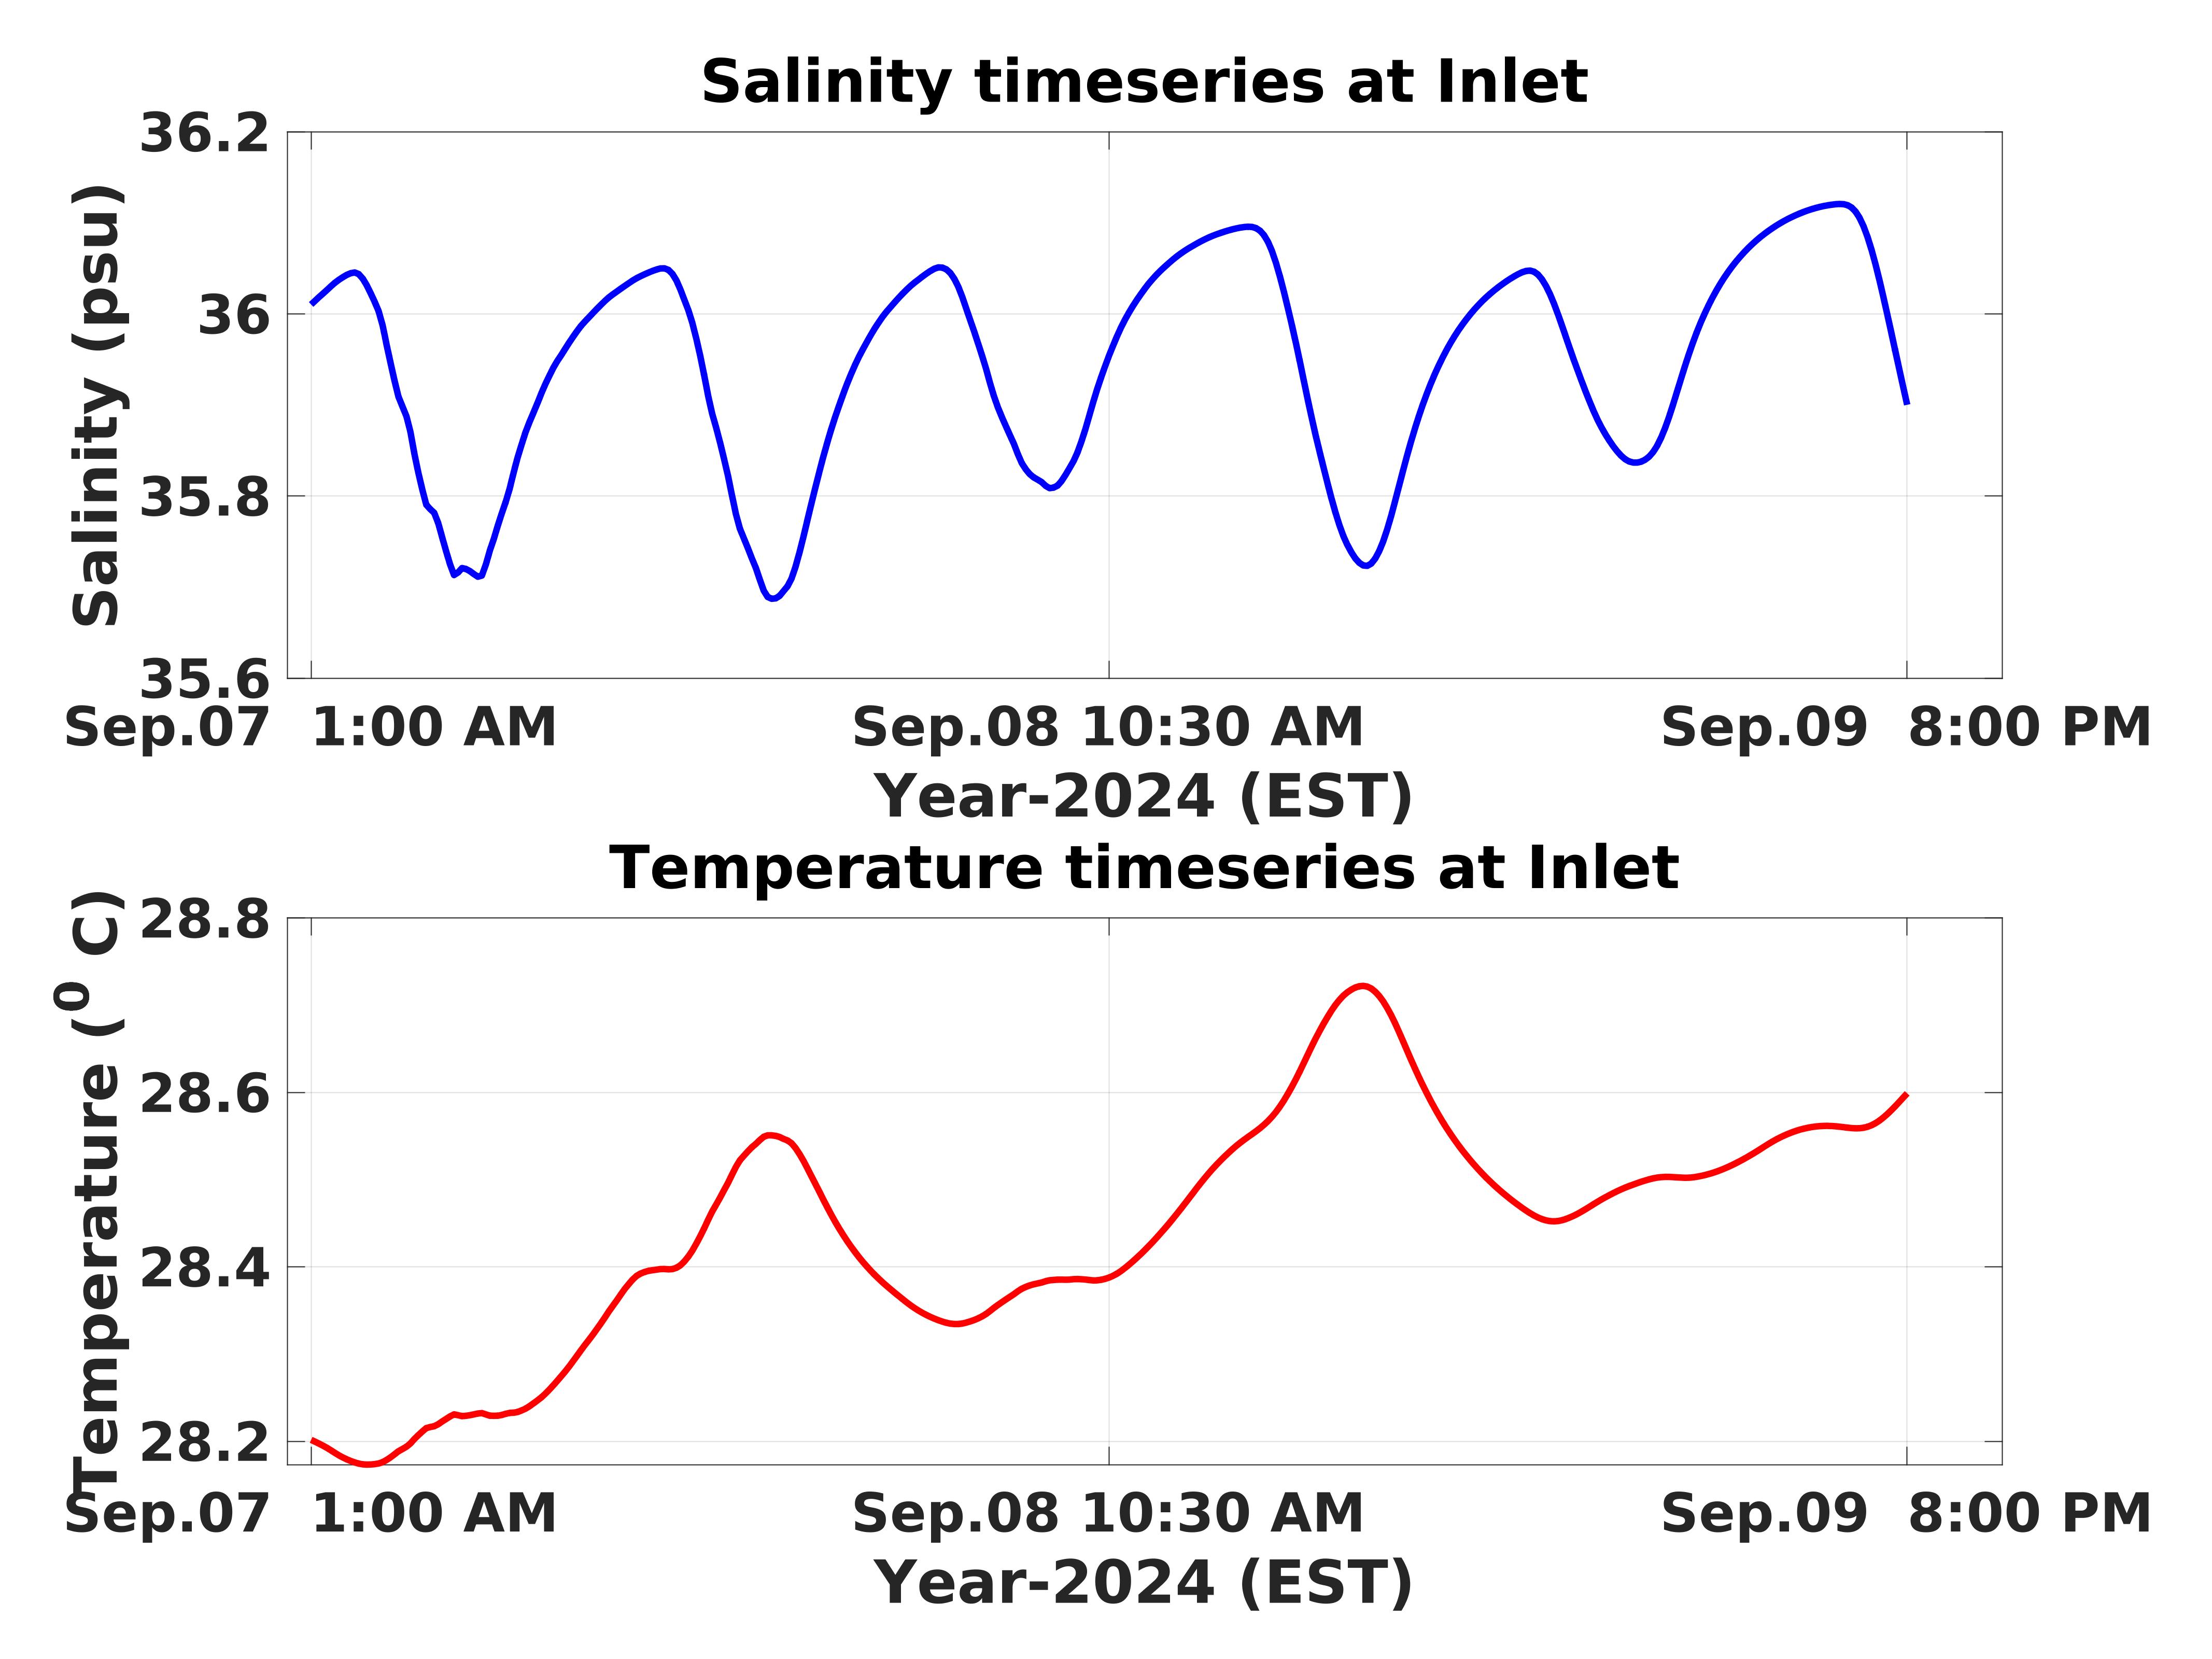 Salinity timeseries at Inlet
Salinity (psu)
36.2
36
35.8
35.6
Sep.07 1:00 AM Sep.08 10:30 AM Sep.09 8:00 PM
Year-2024 (EST)
Temperature timeseries at Inlet
Temperature (⁰ C)
28.8
28.6
28.4
28.2
Sep.07 1:00 AM Sep.08 10:30 AM Sep.09 8:00 PM
Year-2024 (EST)